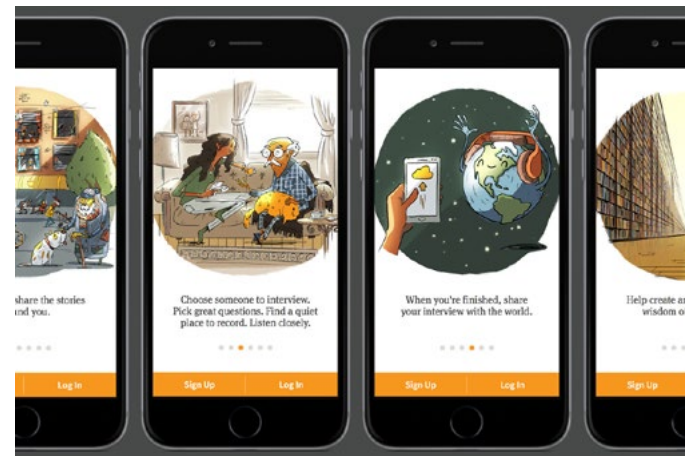 share the stories
nd you.
Log In
Choose someone to interview.
Pick great questions. Find a quiet
place to record. Listen closely.
Sign Up
Log In
When you're finished, share
your interview with the world.
Sign Up
Log In
Help create an
wisdom o
Sign Up